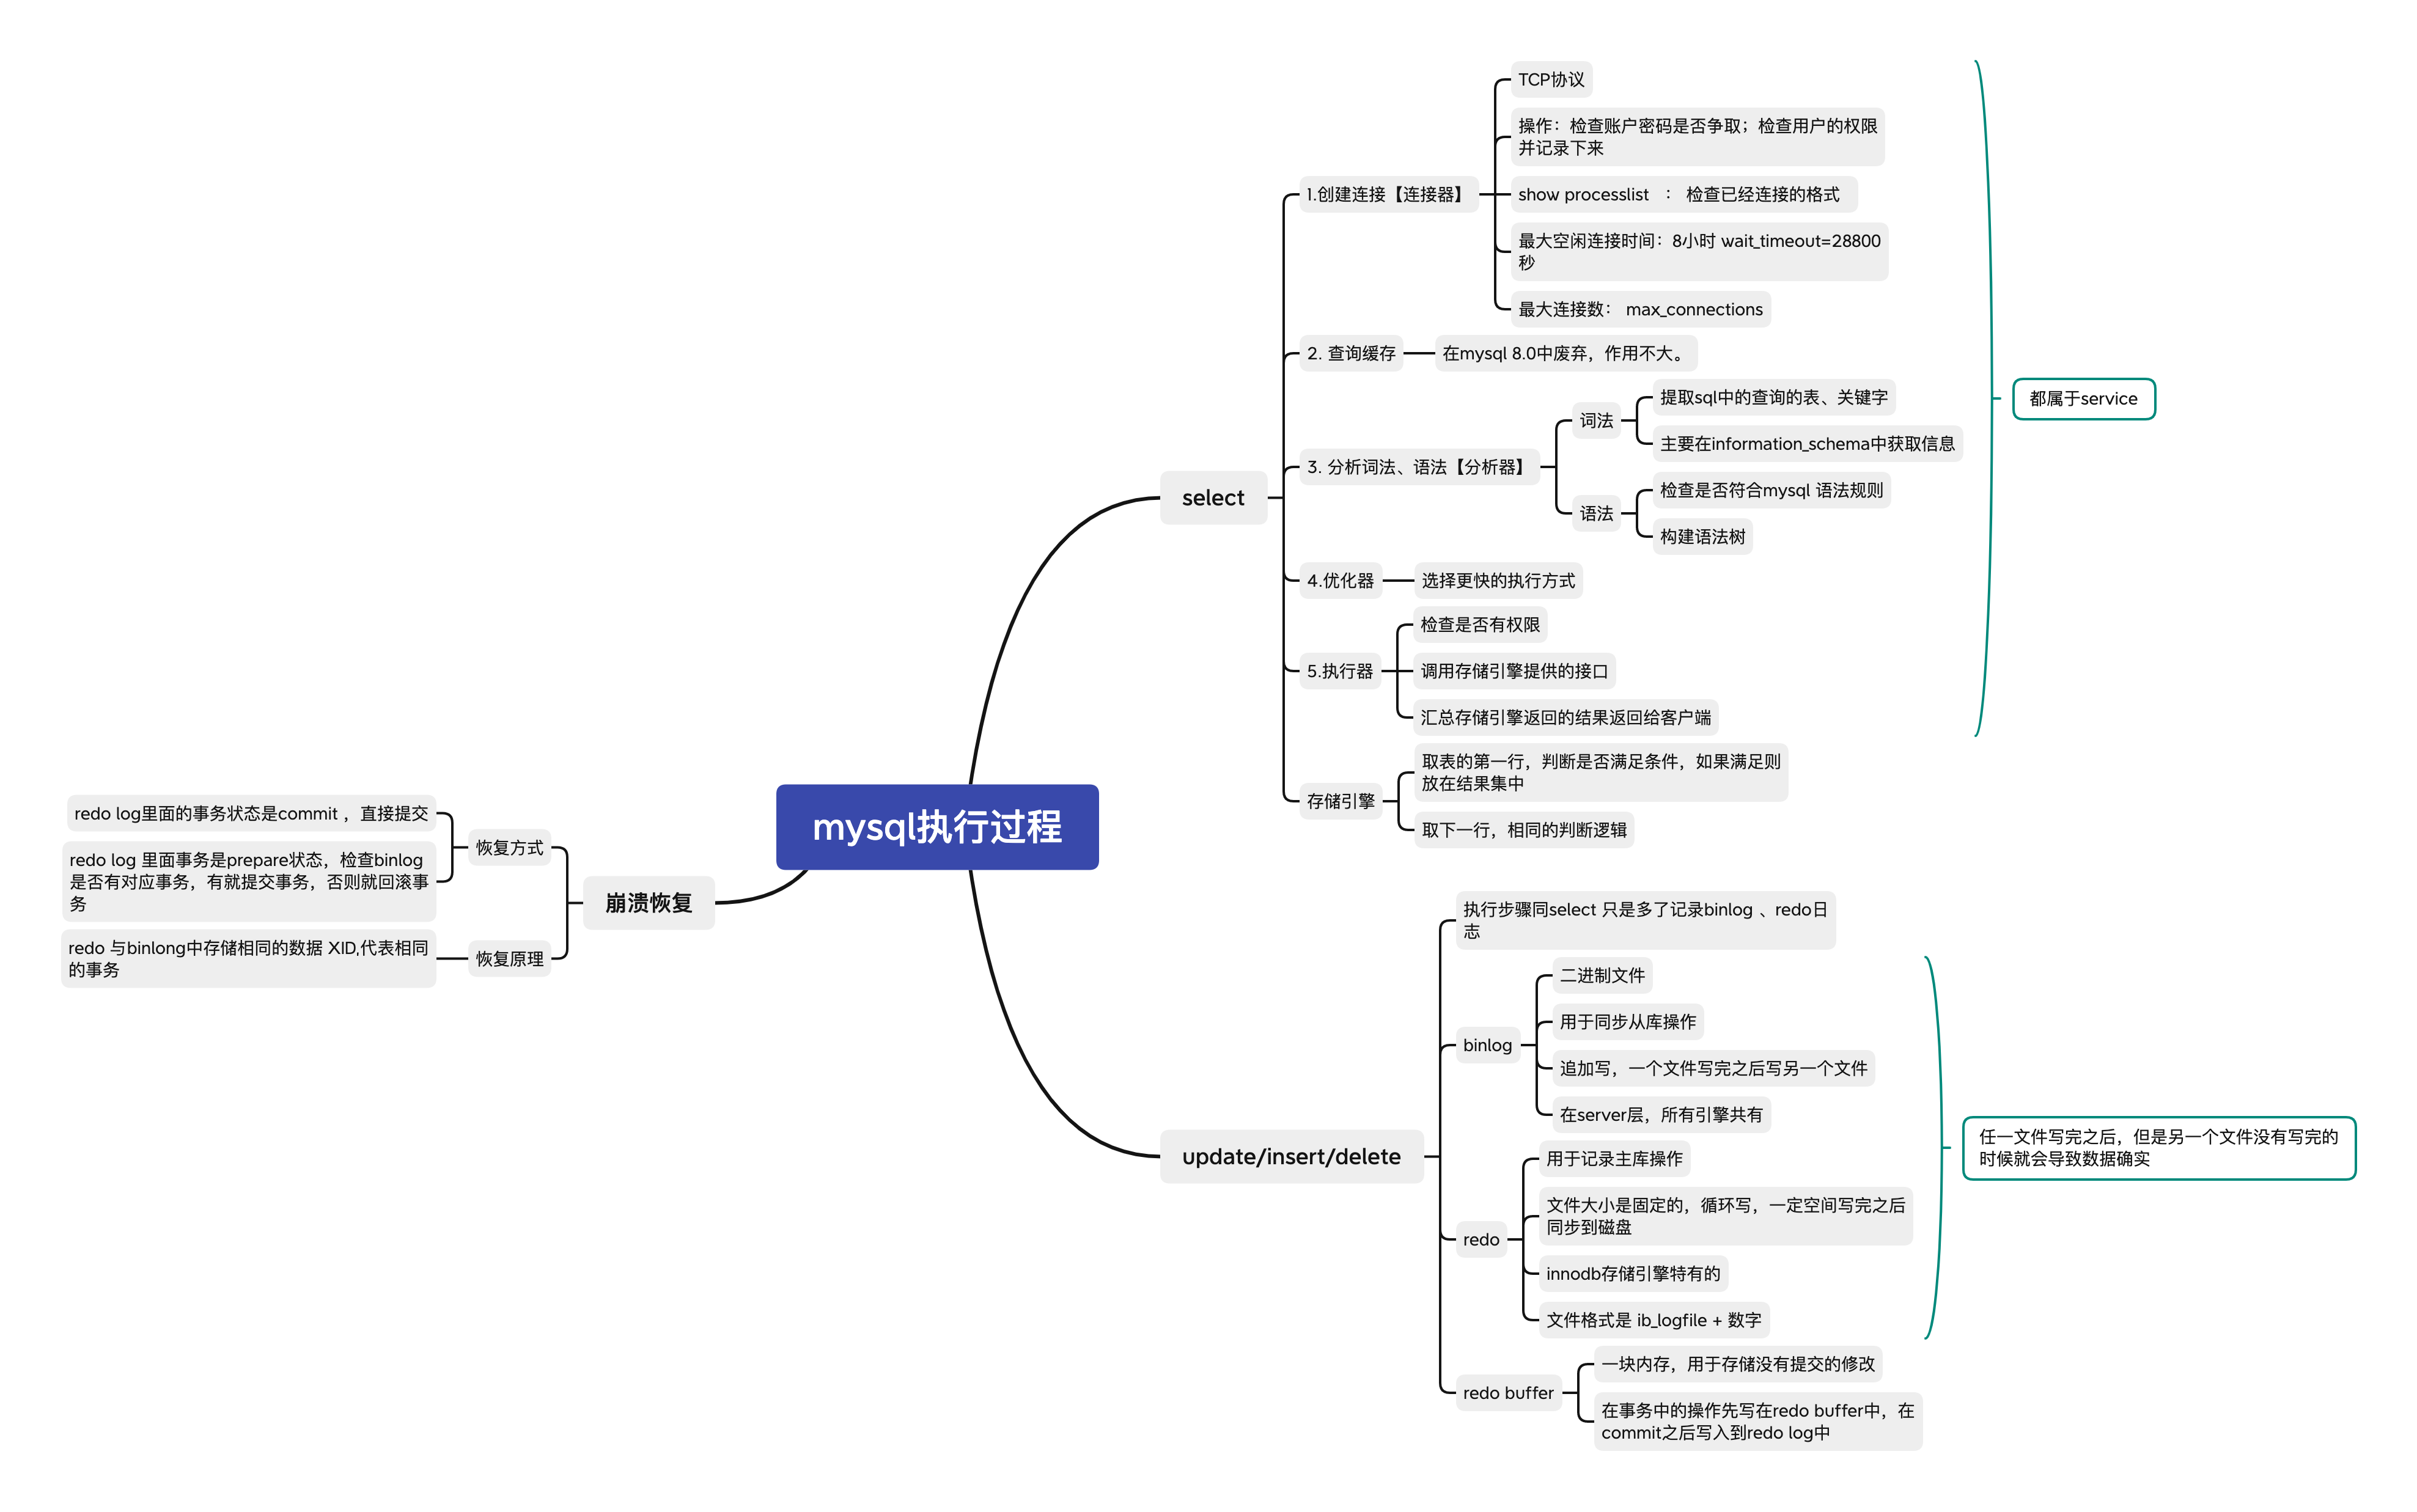 mysql执行过程
select
1.创建连接【连接器】
TCP协议
操作：检查账户密码是否争取；检查用户的权限
并记录下来
show processlist ： 检查已经连接的格式
最大空闲连接时间：8小时 wait_timeout=28800
秒
最大连接数： max_connections
2. 查询缓存
在mysql 8.0中废弃，作用不大。
3. 分析词法、语法【分析器】
词法
提取sql中的查询的表、关键字
主要在information_schema中获取信息
语法
检查是否符合mysql 语法规则
构建语法树
4.优化器
选择更快的执行方式
5.执行器
检查是否有权限
调用存储引擎提供的接口
汇总存储引擎返回的结果返回给客户端
都属于service
存储引擎
取表的第一行，判断是否满足条件，如果满足则
放在结果集中
取下一行，相同的判断逻辑
update/insert/delete
执行步骤同select 只是多了记录binlog 、redo日
志
binlog
二进制文件
用于同步从库操作
追加写，一个文件写完之后写另一个文件
在server层，所有引擎共有
redo
用于记录主库操作
文件大小是固定的，循环写，一定空间写完之后
同步到磁盘
innodb存储引擎特有的
文件格式是 ib_logfile + 数字
任一文件写完之后，但是另一个文件没有写完的
时候就会导致数据确实
redo buffer
一块内存，用于存储没有提交的修改
在事务中的操作先写在redo buffer中，在
commit之后写入到redo log中
崩溃恢复
恢复方式
redo log里面的事务状态是commit ，直接提交
redo log 里面事务是prepare状态，检查binlog
是否有对应事务，有就提交事务，否则就回滚事
务
恢复原理
redo 与binlong中存储相同的数据 XID,代表相同
的事务